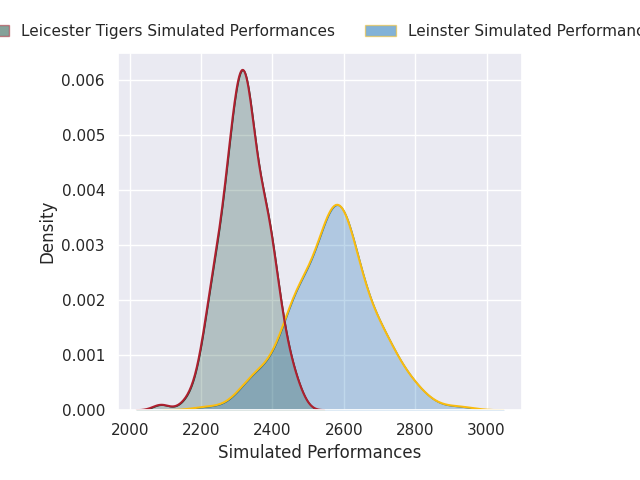 Leicester Tigers Simulated Performances
Leinster Simulated
0.006
0.005
0.004
0.003
0.002
0.001
0.000
Density
2000 2200 2400 2600 2800 3000
Simulated Performances